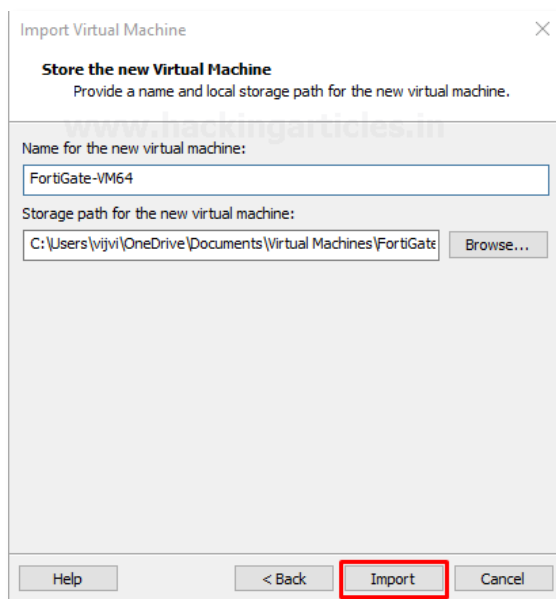 Import Virtual Machine
Store the new Virtual Machine
Provide a name and local storage path for the new virtual machine.
www.hackingarticles.in
Name for the new virtual machine:
FortiGate-VM64
Storage path for the new virtual machine:
C:\Users\vijvi\OneDrive\Documents\Virtual Machines\FortiGate
Browse...
Help
< Back
Import
Cancel